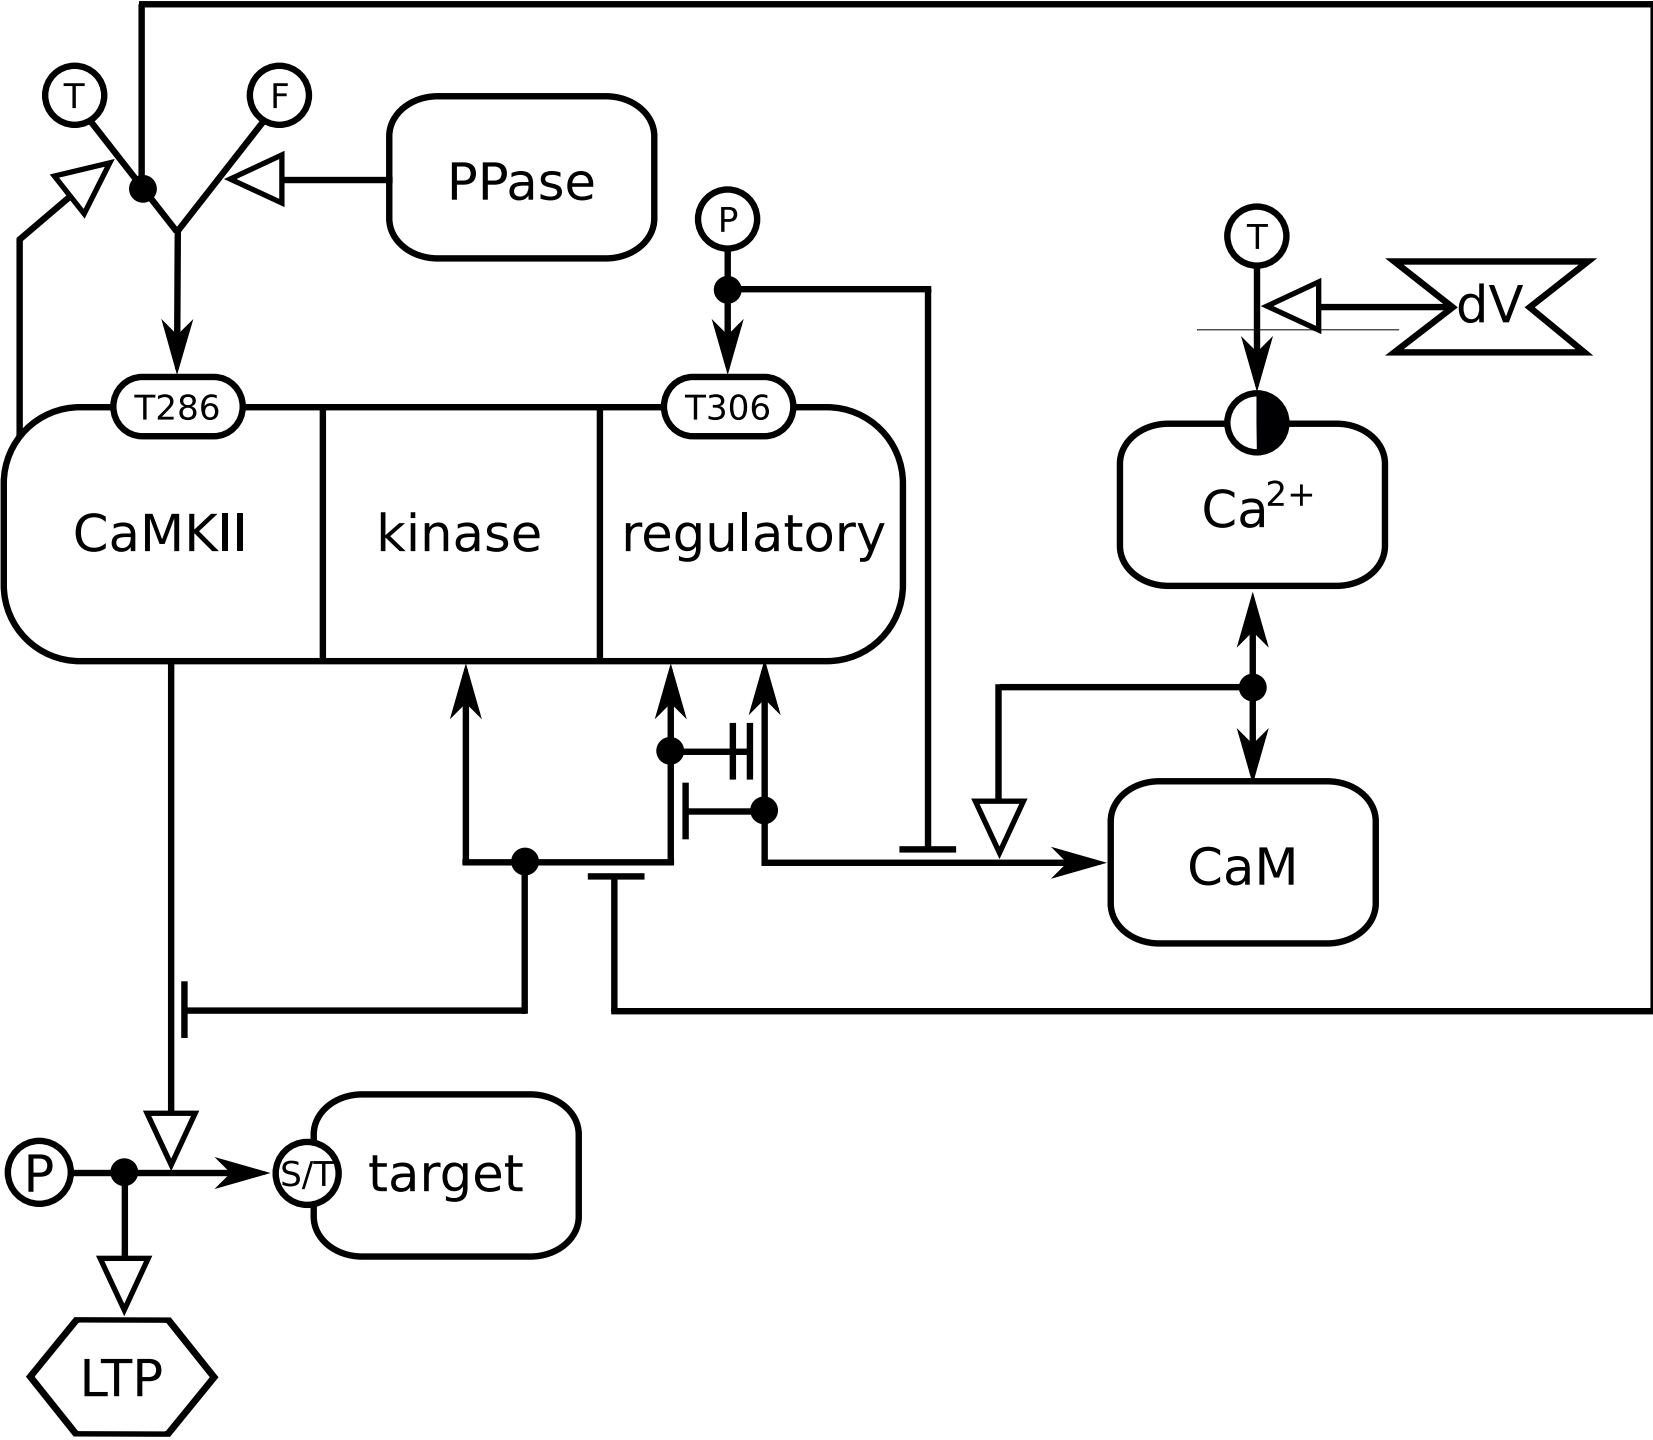 T
F
PPase
P
T
dV
T286
T306
CaMKII
kinase
regulatory
Ca²⁺
CaM
P
S/T
target
LTP